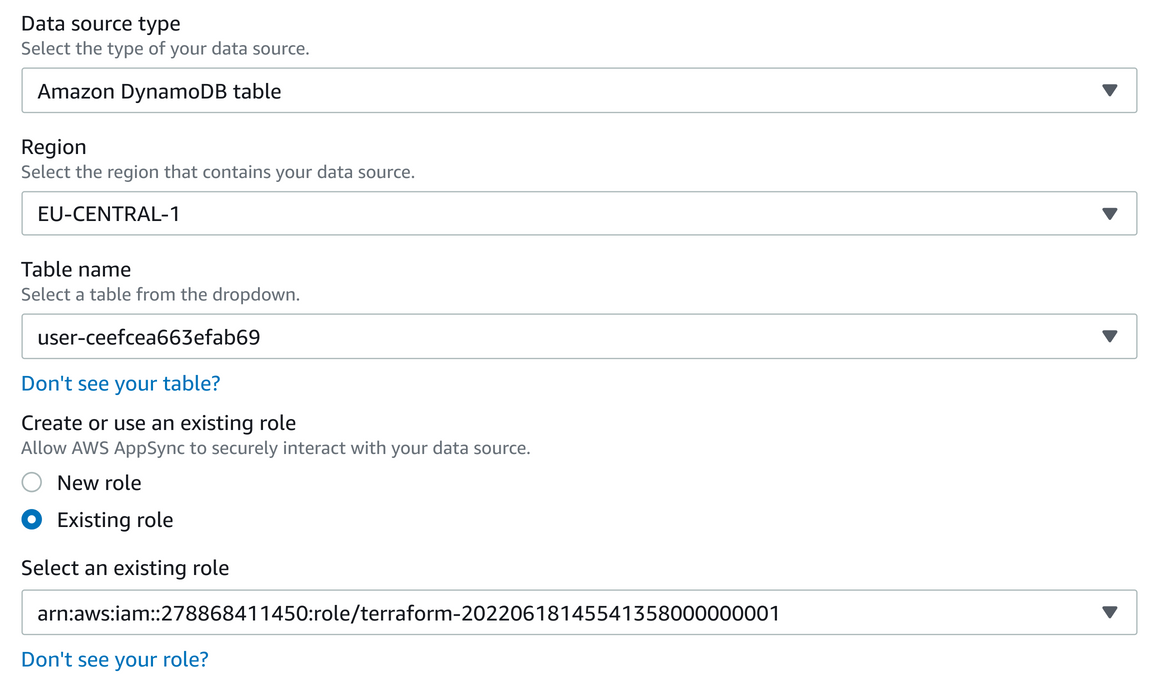 Data source type
Select the type of your data source.
Amazon DynamoDB table
Region
Select the region that contains your data source.
EU-CENTRAL-1
Table name
Select a table from the dropdown.
user-ceefcea663efab69
Don't see your table?
Create or use an existing role
Allow AWS AppSync to securely interact with your data source.
New role
Existing role
Select an existing role
arn:aws:iam::278868411450:role/terraform-20220618145541358000000001
Don't see your role?